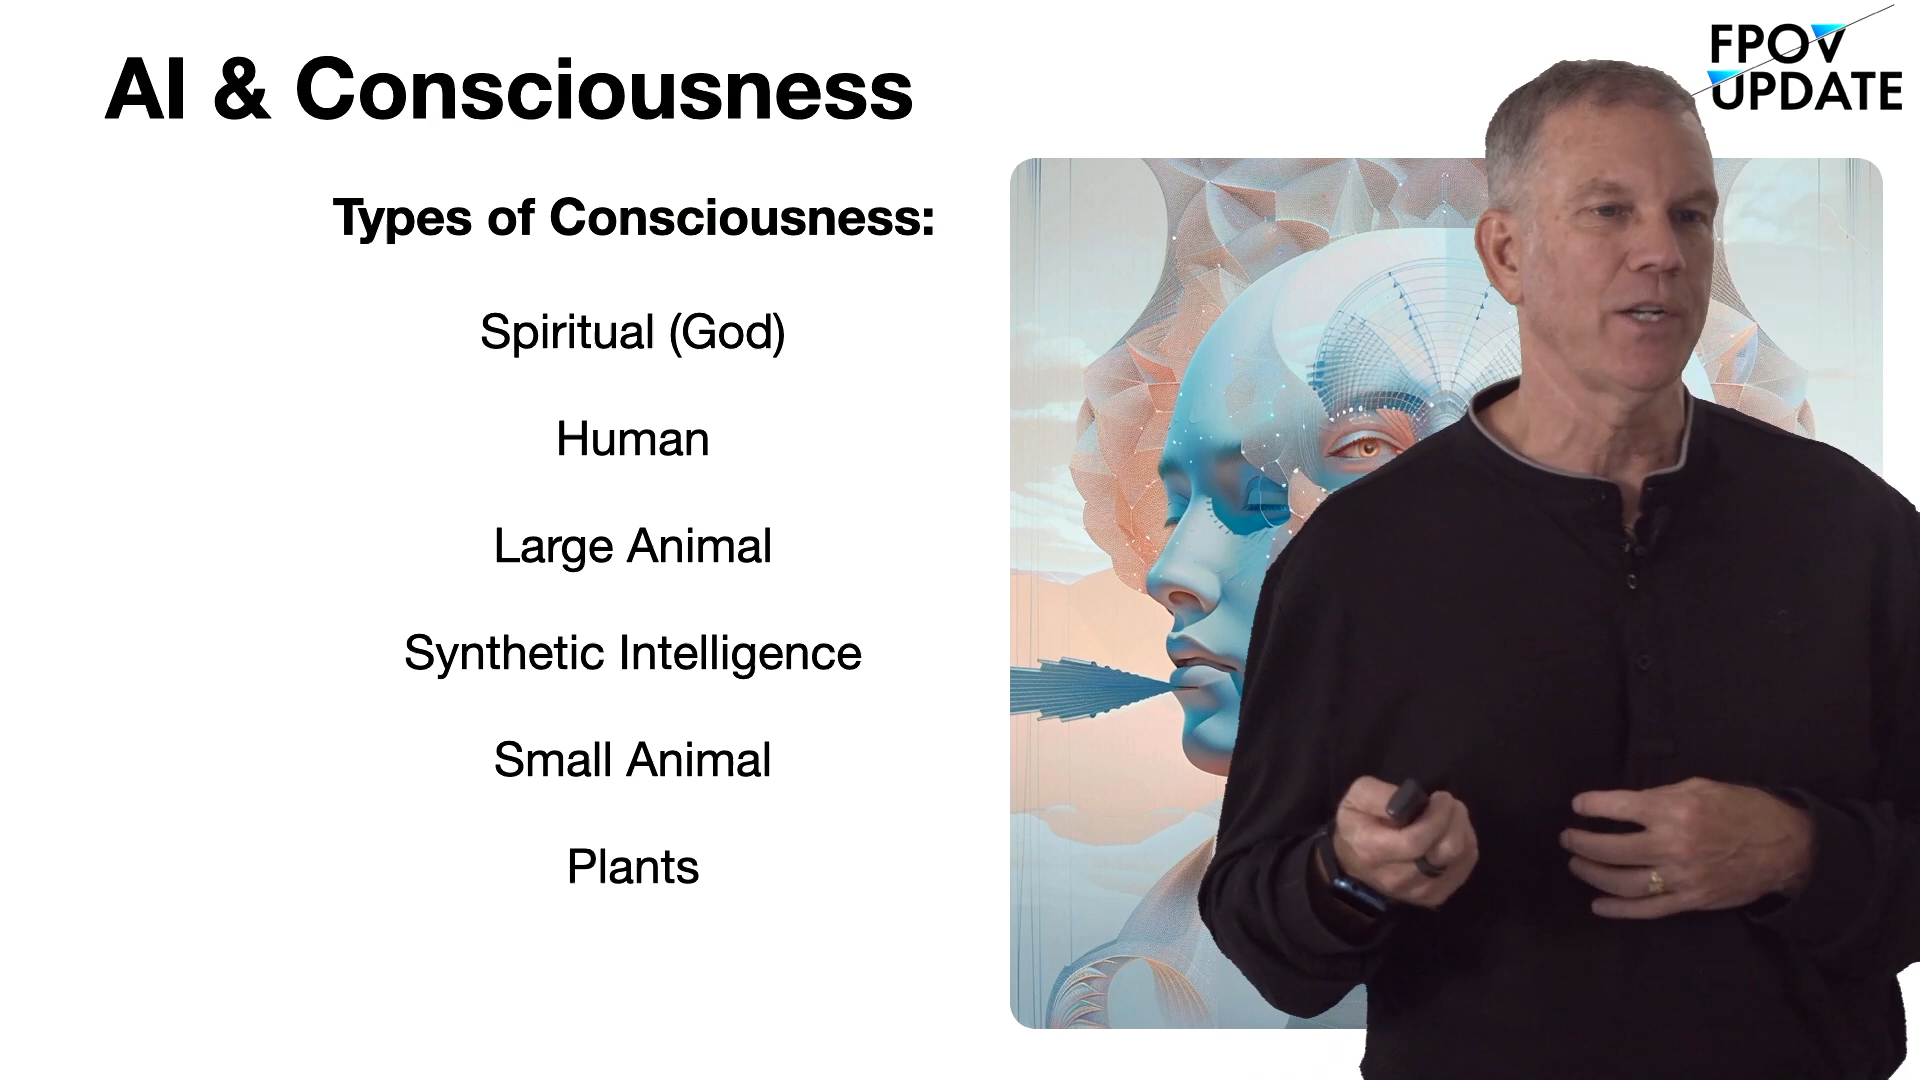 AI & Consciousness
FPOV
UPDATE
Types of Consciousness:
Spiritual (God)
Human
Large Animal
Synthetic Intelligence
Small Animal
Plants